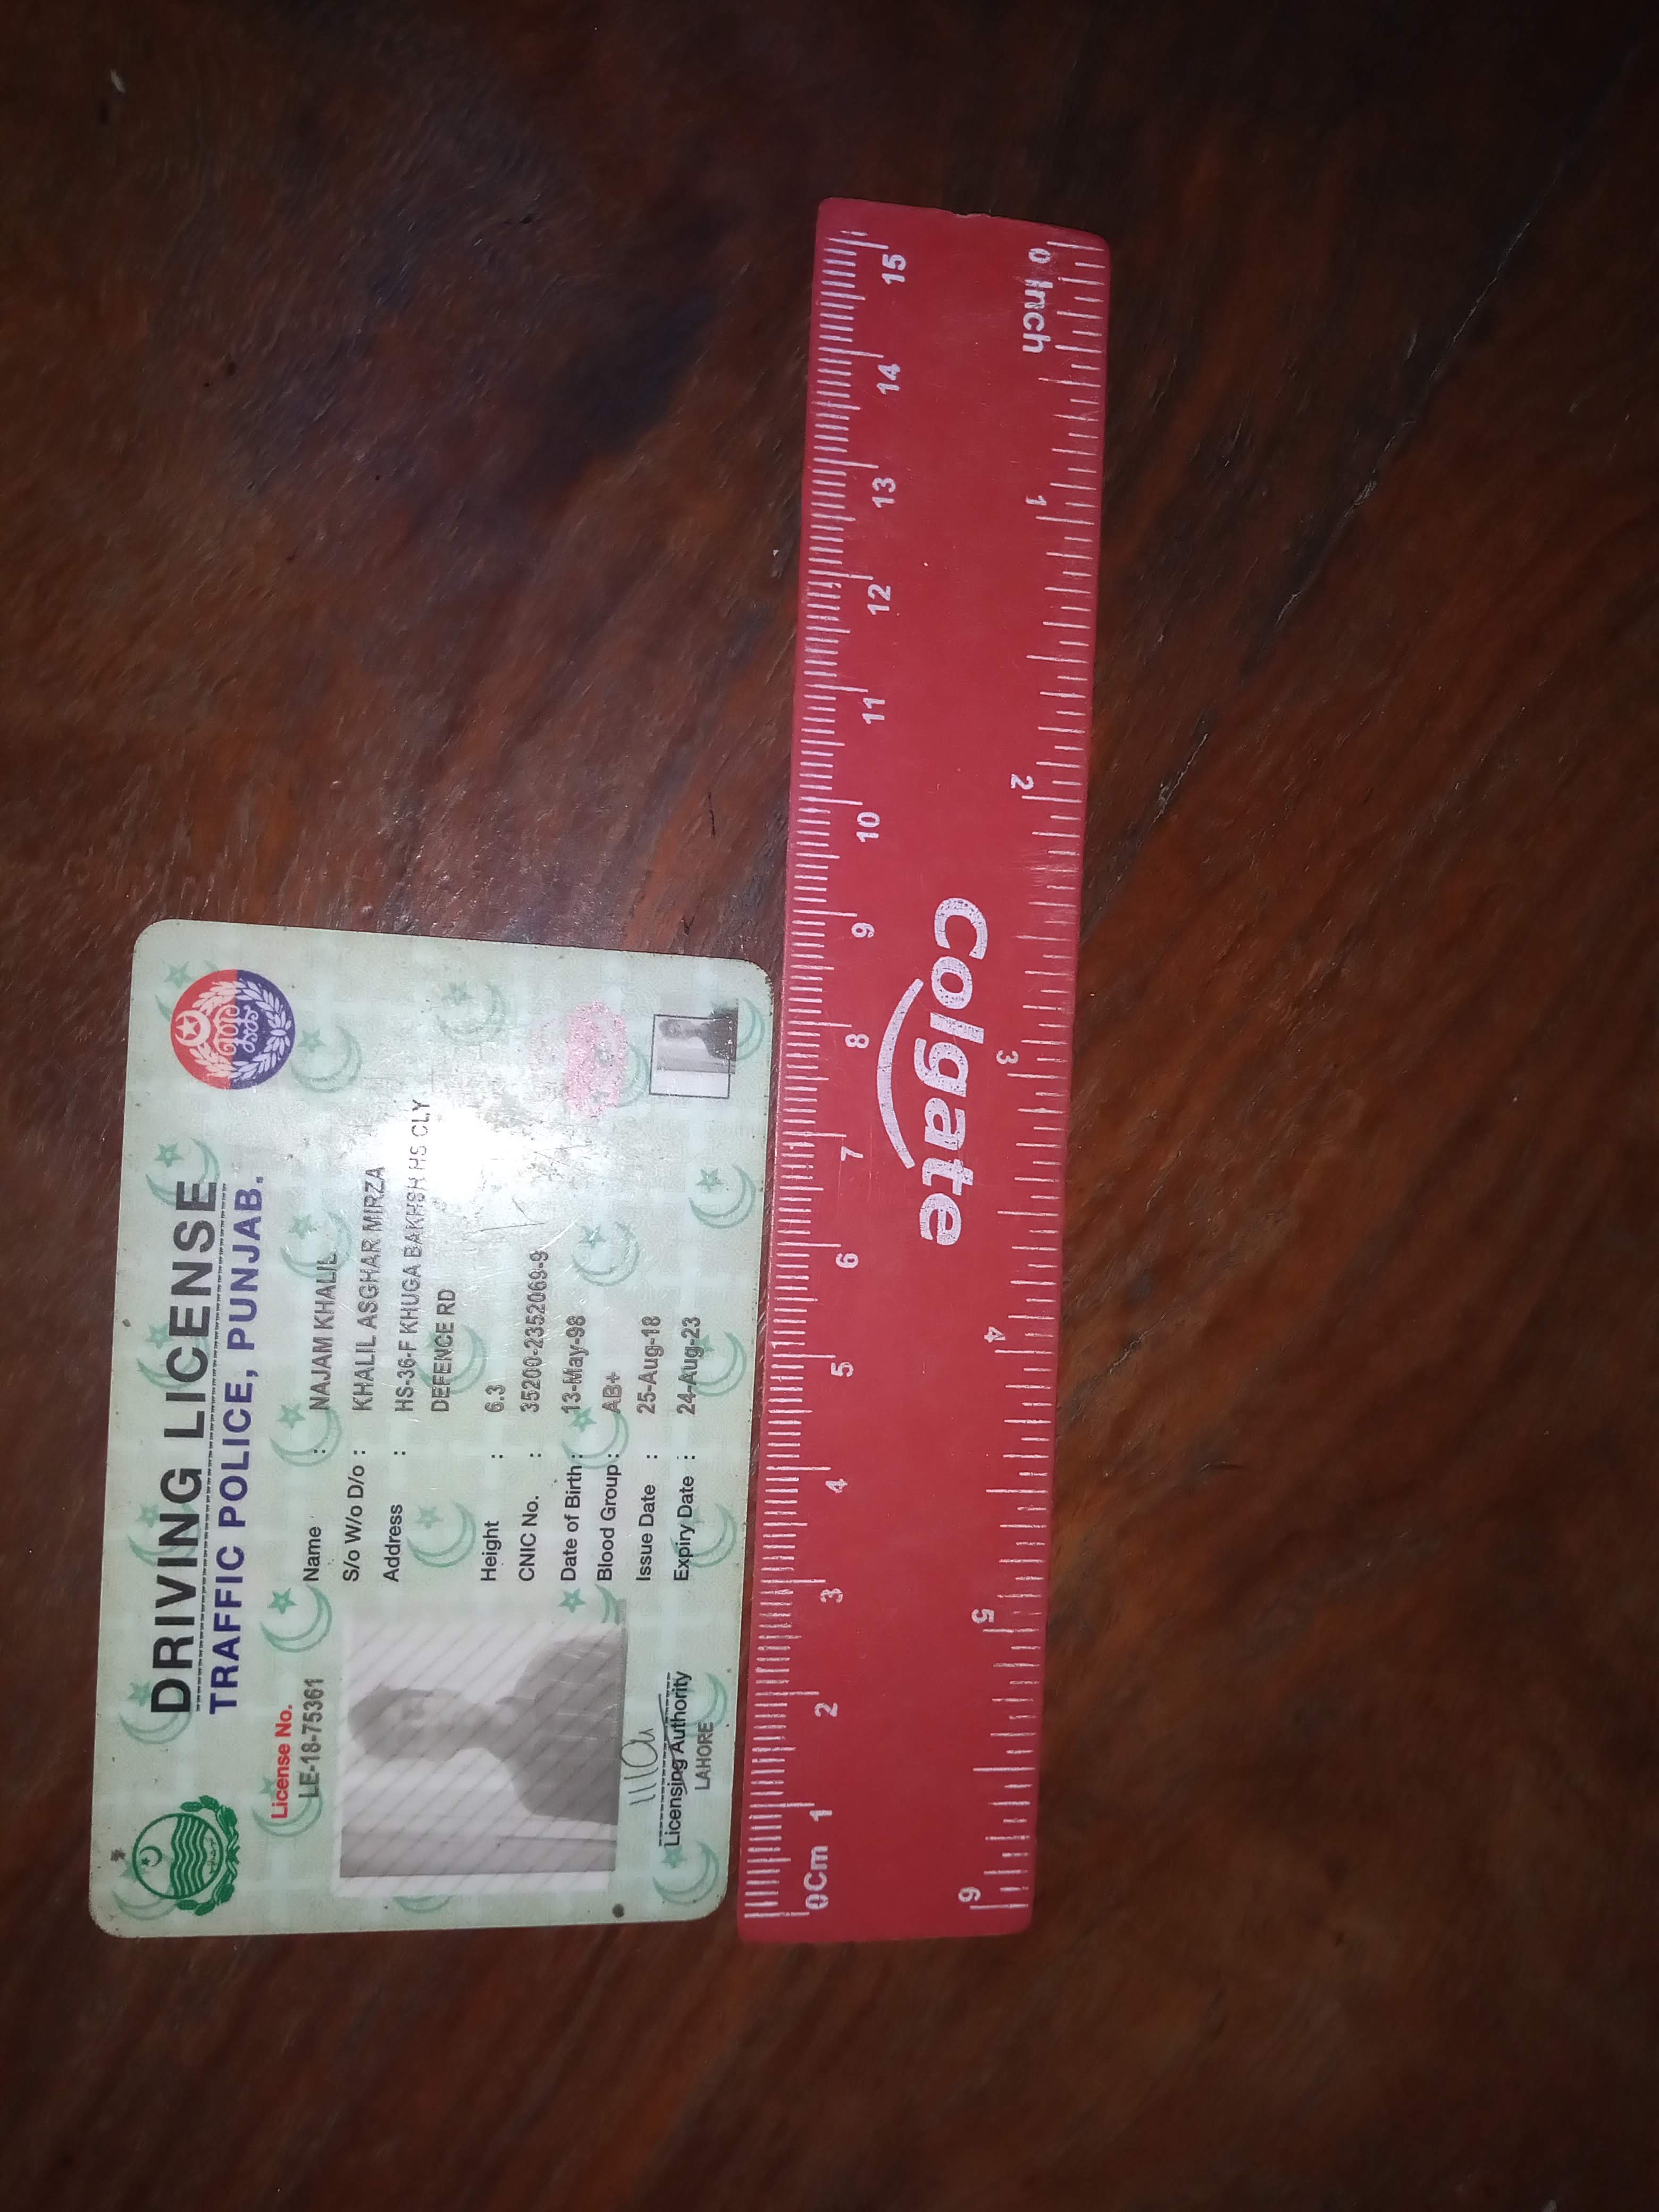 DRIVING LICENSE
TRAFFIC POLICE, PUNJAB.
License No.
LE-18-75361
Name : NAJAM KHALIL
S/o W/o D/o : KHALIL ASGHAR MIRZA
Address : HS-36-F KHUGA BAKHSH HS CLY
DEFENCE RD
Height : 6.3
CNIC No. : 35200-2352069-9
Date of Birth : 13-May-98
Blood Group : AB+
Issue Date : 25-Aug-18
Expiry Date : 24-Aug-23
Licensing Authority
LAHORE
0Cm 1 2 3 4 5 6 7 8 9 10 11 12 13 14 15
Colgate
0 Inch 1 2 3 4 5 6